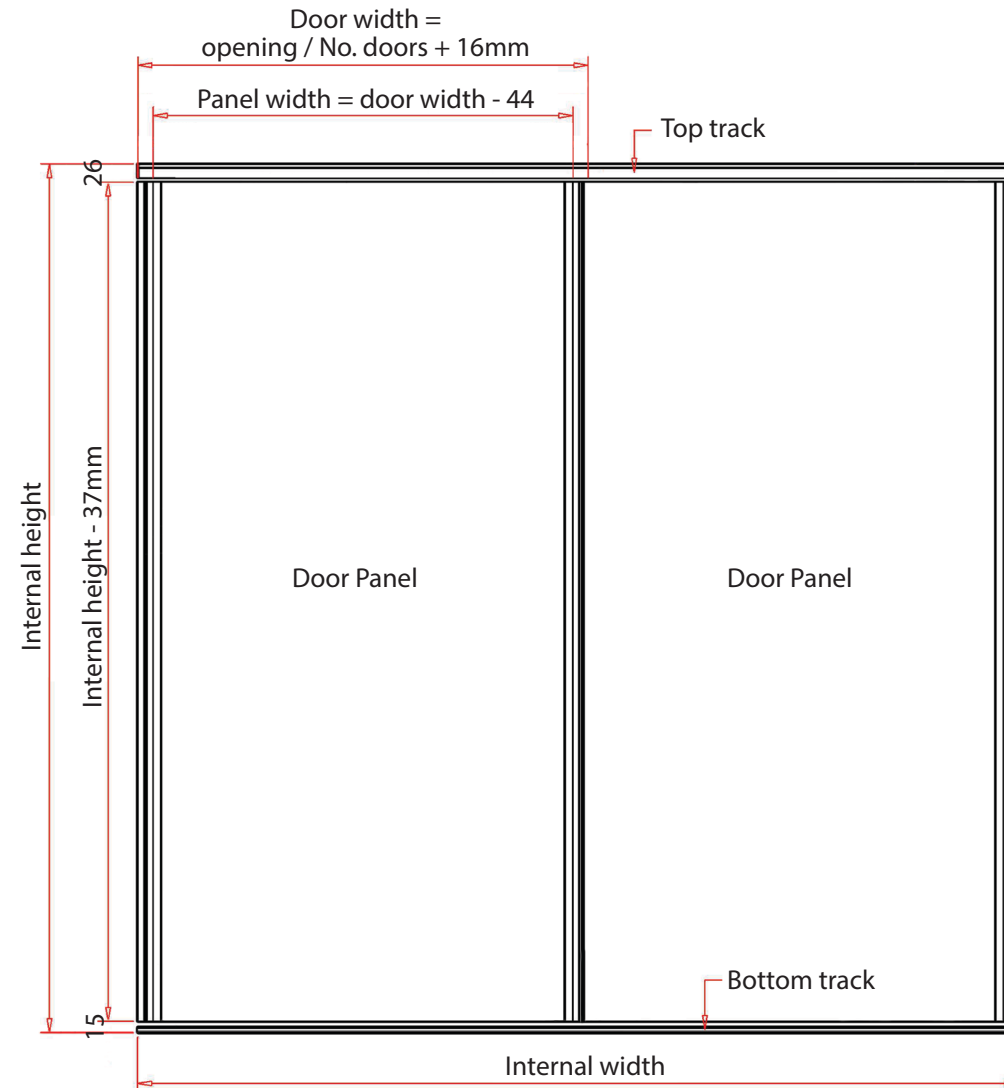 Door width =
opening / No. doors + 16mm
Panel width = door width - 44
Top track
26
Internal height
Internal height - 37mm
Door Panel
Door Panel
Bottom track
15
Internal width